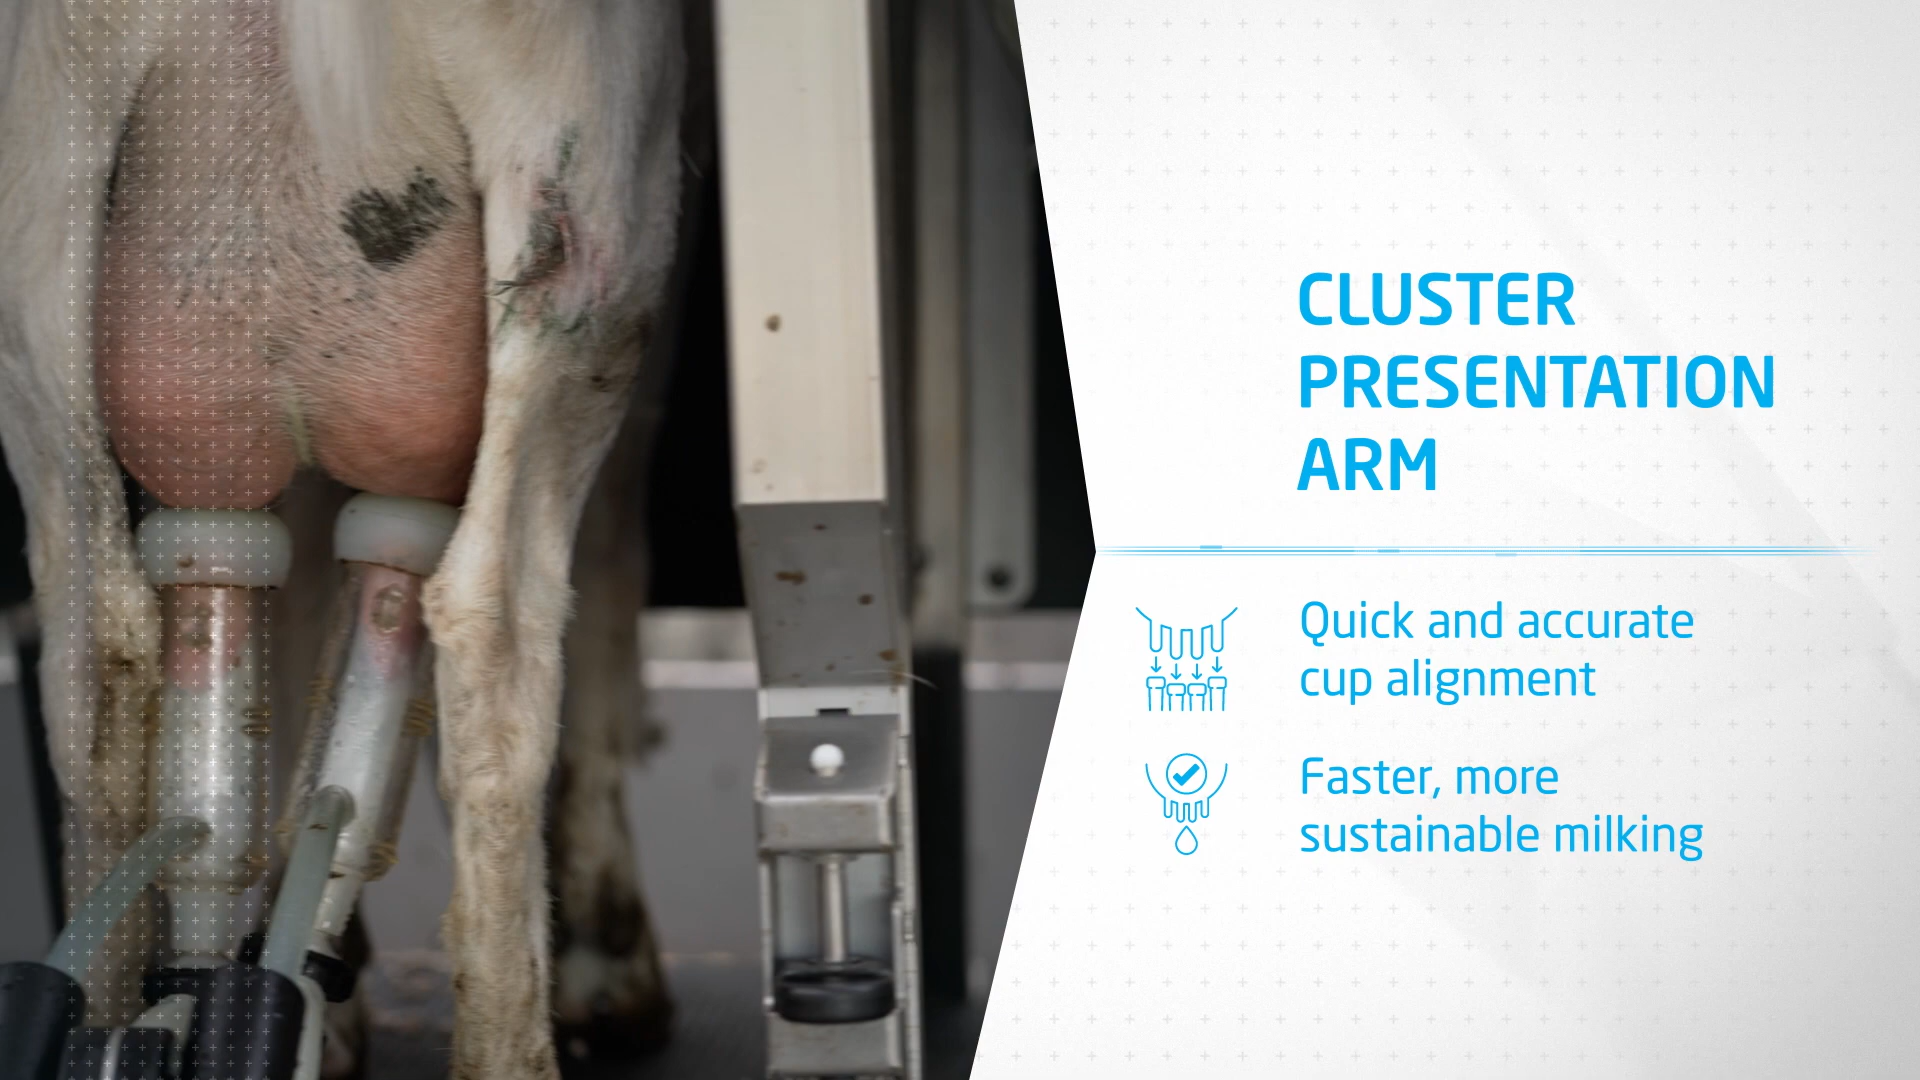 CLUSTER
PRESENTATION
ARM
Quick and accurate
cup alignment
Faster, more
sustainable milking